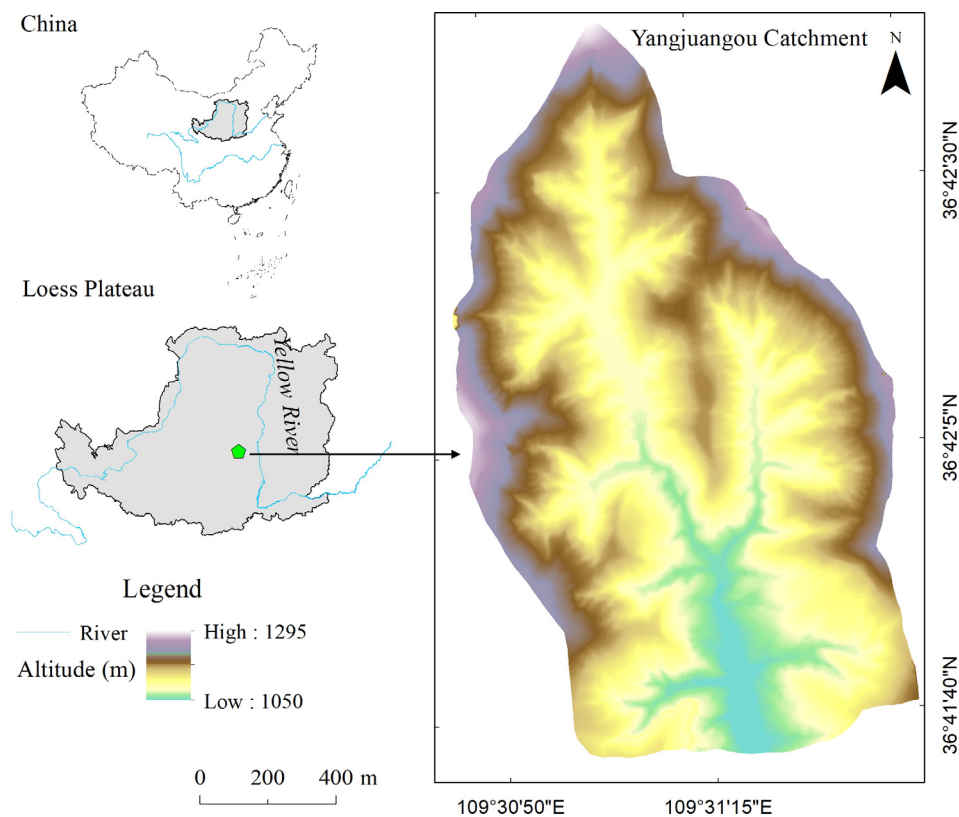 China
Yangjuangou Catchment
N
36°42'30"N
36°42'5"N
36°41'40"N
109°30'50"E
109°31'15"E
Loess Plateau
Yellow River
Legend
River
Altitude (m)
High : 1295
Low : 1050
0 200 400 m